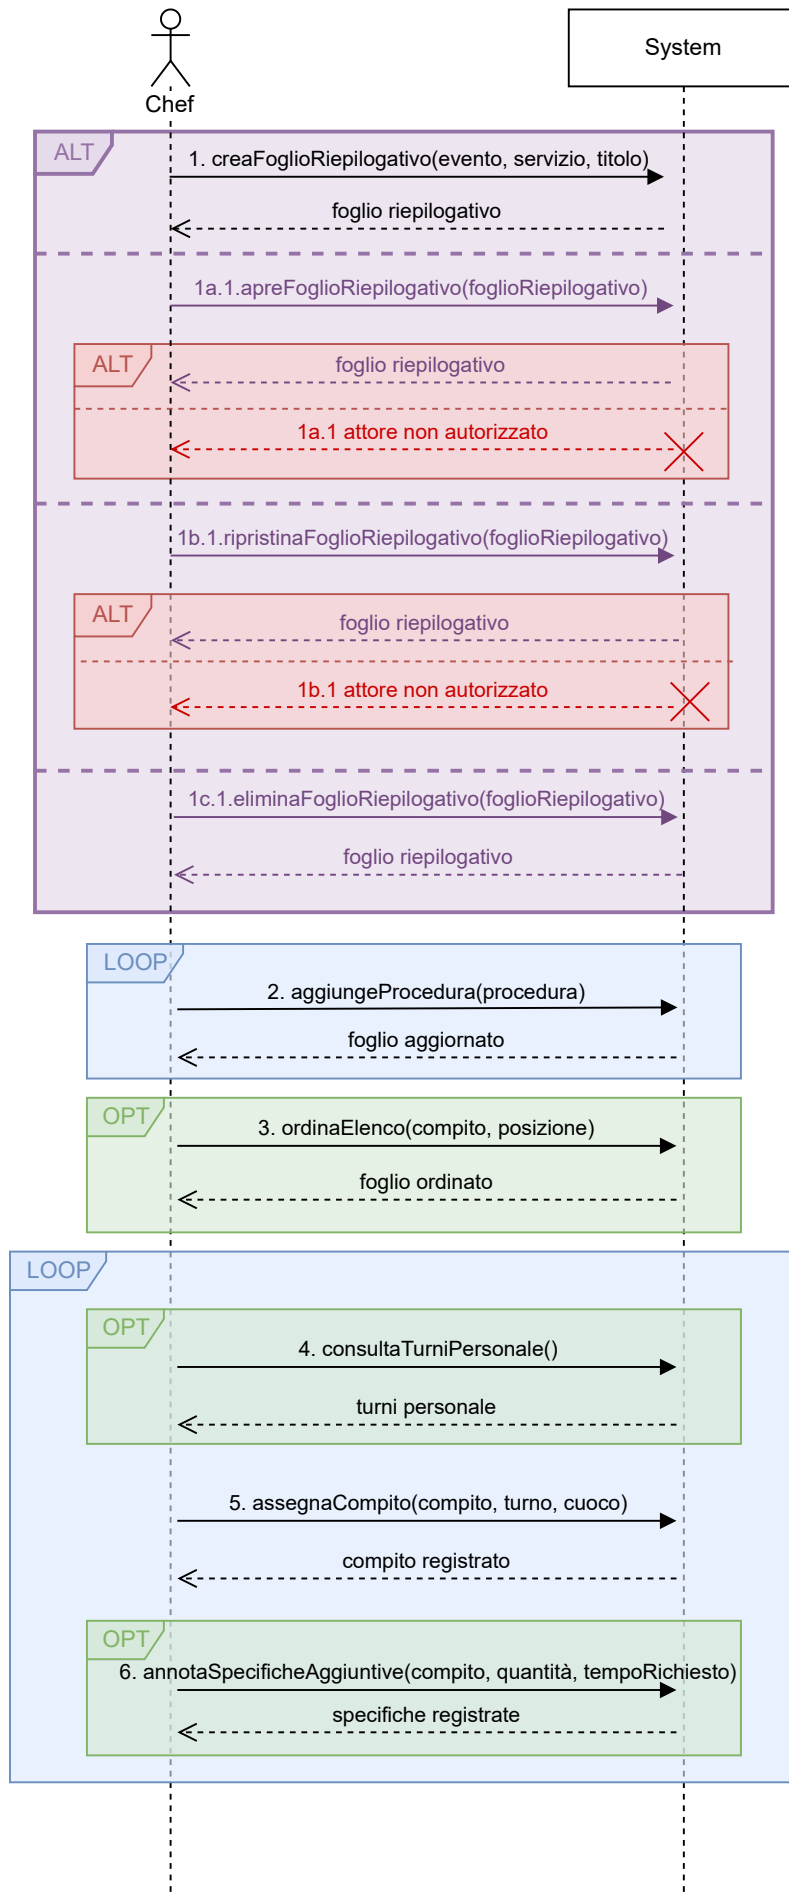 System
Chef
ALT
1. creaFoglioRiepilogativo(evento, servizio, titolo)
foglio riepilogativo
1a.1.apreFoglioRiepilogativo(foglioRiepilogativo)
ALT
foglio riepilogativo
1a.1 attore non autorizzato
1b.1.ripristinaFoglioRiepilogativo(foglioRiepilogativo)
ALT
foglio riepilogativo
1b.1 attore non autorizzato
1c.1.eliminaFoglioRiepilogativo(foglioRiepilogativo)
foglio riepilogativo
LOOP
2. aggiungeProcedura(procedura)
foglio aggiornato
OPT
3. ordinaElenco(compito, posizione)
foglio ordinato
LOOP
OPT
4. consultaTurniPersonale()
turni personale
5. assegnaCompito(compito, turno, cuoco)
compito registrato
OPT
6. annotaSpecificheAggiuntive(compito, quantità, tempoRichiesto)
specifiche registrate